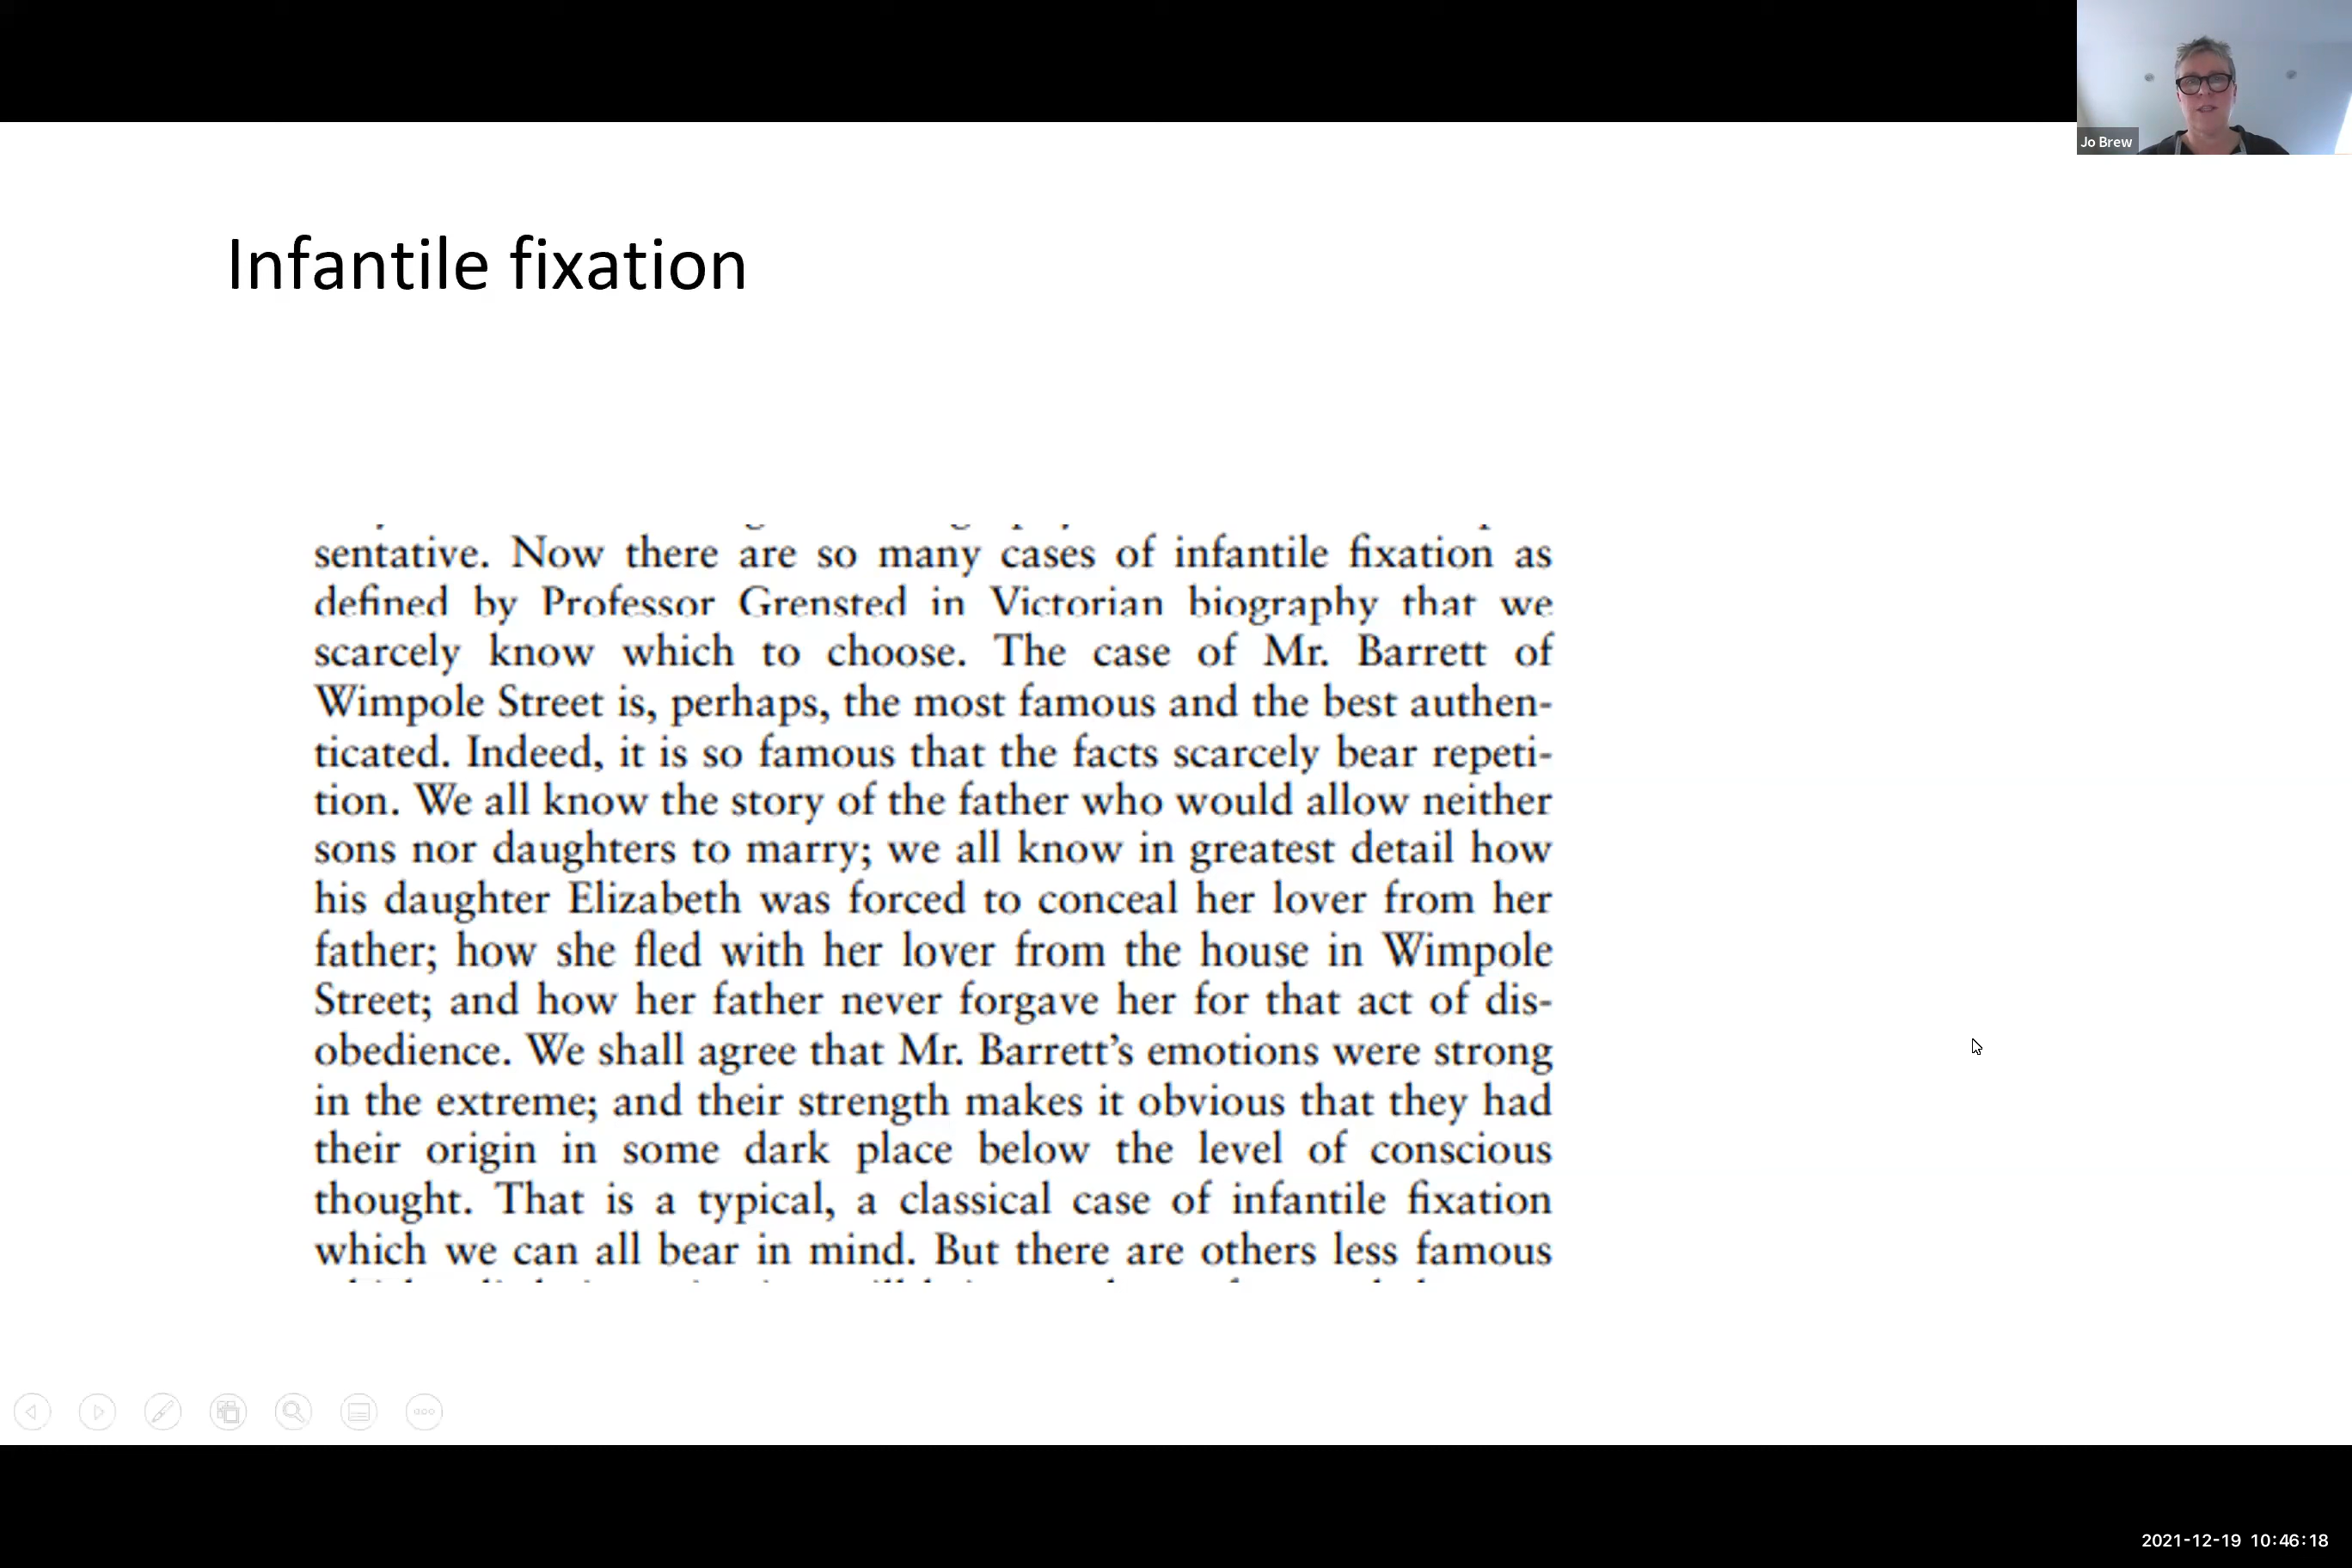 Jo Brew
Infantile fixation
sentative. Now there are so many cases of infantile fixation as
defined by Professor Grensted in Victorian biography that we
scarcely know which to choose. The case of Mr. Barrett of
Wimpole Street is, perhaps, the most famous and the best authen-
ticated. Indeed, it is so famous that the facts scarcely bear repeti-
tion. We all know the story of the father who would allow neither
sons nor daughters to marry; we all know in greatest detail how
his daughter Elizabeth was forced to conceal her lover from her
father; how she fled with her lover from the house in Wimpole
Street; and how her father never forgave her for that act of dis-
obedience. We shall agree that Mr. Barrett’s emotions were strong
in the extreme; and their strength makes it obvious that they had
their origin in some dark place below the level of conscious
thought. That is a typical, a classical case of infantile fixation
which we can all bear in mind. But there are others less famous
2021-12-19 10:46:18